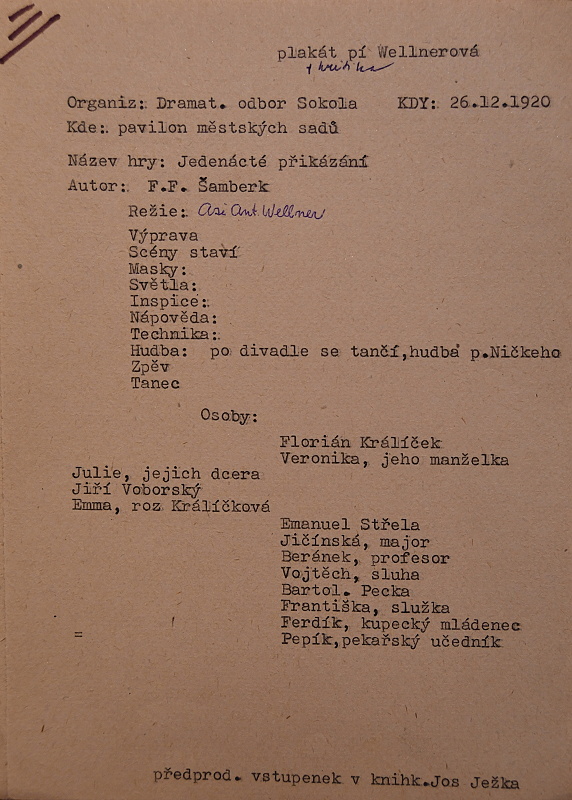 plakát pí Wellnerová
+ kritika
Organiz: Dramat. odbor Sokola KDY: 26.12.1920
Kde: pavilon městských sadů
Název hry: Jedenácté přikázání
Autor: F.F. Šamberk
Režie: Asi Ant. Wellner
Výprava
Scény staví
Masky:
Světla:
Inspice:
Nápověda:
Technika:
Hudba: po divadle se tančí,hudba p.Ničkeho
Zpěv
Tanec
Osoby:
Florián Králíček
Veronika, jeho manželka
Julie, jejich dcera
Jiří Voborský
Emma, roz Králíčková
Emanuel Střela
Jičínská, major
Beránek, profesor
Vojtěch, sluha
Bartol. Pecka
Františka, služka
Ferdík, kupecký mládenec
= Pepík,pekařský učedník
předprod. vstupenek v knihk.Jos Ježka